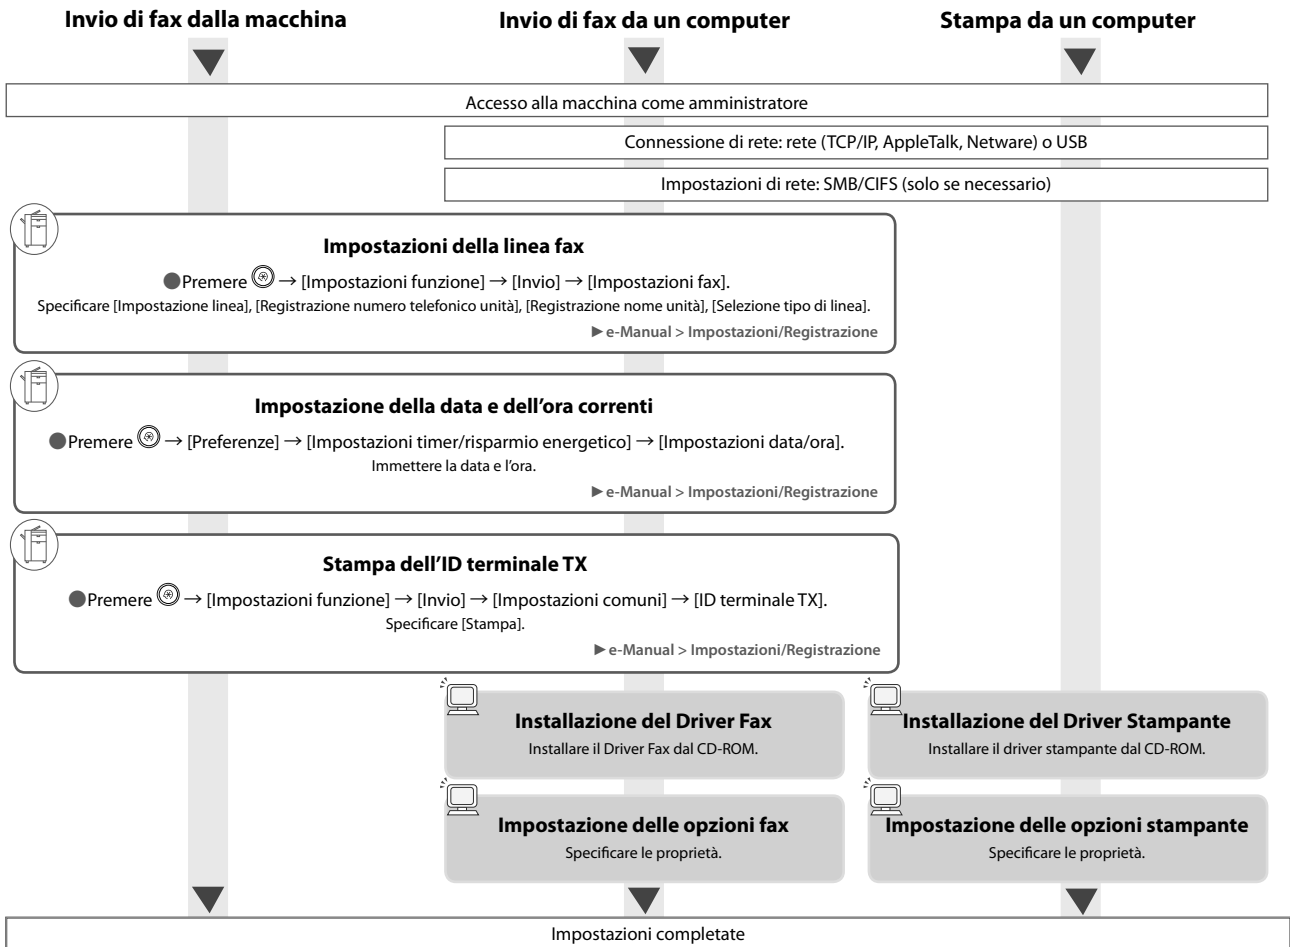 Invio di fax dalla macchina
Invio di fax da un computer
Stampa da un computer
Accesso alla macchina come amministratore
Connessione di rete: rete (TCP/IP, AppleTalk, Netware) o USB
Impostazioni di rete: SMB/CIFS (solo se necessario)
Impostazioni della linea fax
●Premere → [Impostazioni funzione] → [Invio] → [Impostazioni fax].
Specificare [Impostazione linea], [Registrazione numero telefonico unità], [Registrazione nome unità], [Selezione tipo di linea].
►e-Manual > Impostazioni/Registrazione
Impostazione della data e dell'ora correnti
●Premere → [Preferenze] → [Impostazioni timer/risparmio energetico] → [Impostazioni data/ora].
Immettere la data e l'ora.
►e-Manual > Impostazioni/Registrazione
Stampa dell'ID terminale TX
●Premere → [Impostazioni funzione] → [Invio] → [Impostazioni comuni] → [ID terminale TX].
Specificare [Stampa].
►e-Manual > Impostazioni/Registrazione
Installazione del Driver Fax
Installare il Driver Fax dal CD-ROM.
Installazione del Driver Stampante
Installare il driver stampante dal CD-ROM.
Impostazione delle opzioni fax
Specificare le proprietà.
Impostazione delle opzioni stampante
Specificare le proprietà.
Impostazioni completate